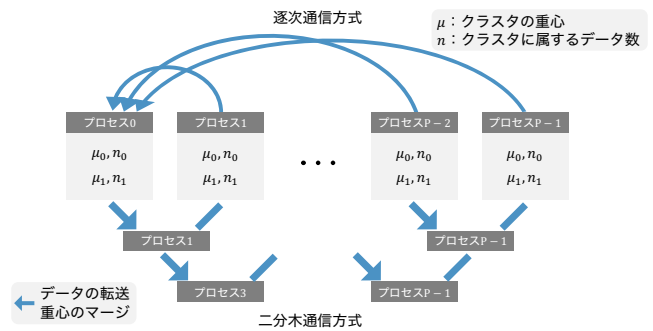 逐次通信方式
μ：クラスタの重心
n：クラスタに属するデータ数
プロセス0
プロセス1
プロセスP − 2
プロセスP − 1
μ0, n0
μ1, n1
μ0, n0
μ1, n1
...
μ0, n0
μ1, n1
μ0, n0
μ1, n1
プロセス1
プロセスP − 1
プロセス3
プロセスP − 1
データの転送
重心のマージ
二分木通信方式